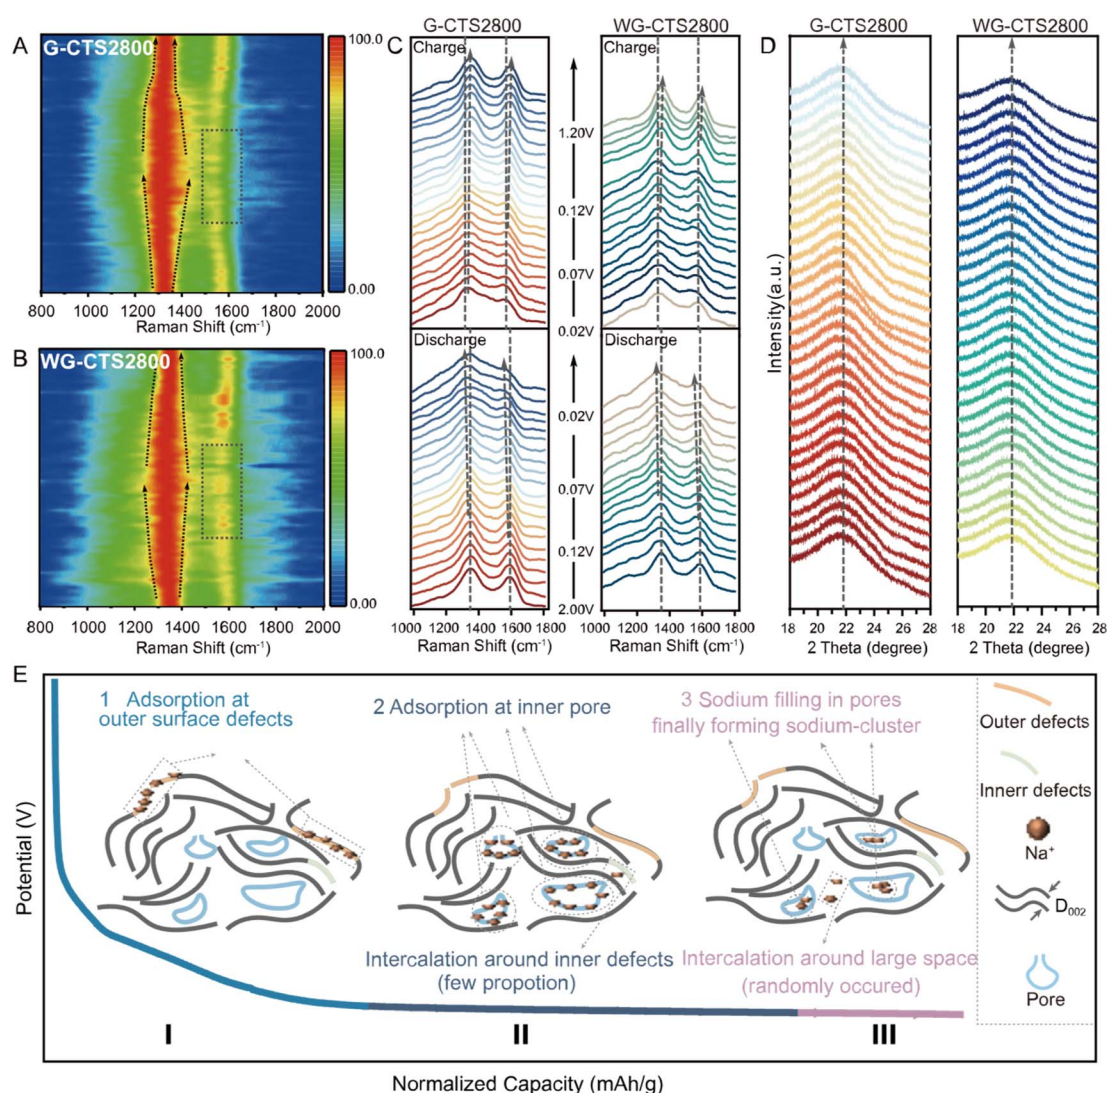 A
G-CTS2800
100.0
0.00
800 1000 1200 1400 1600 1800 2000
Raman Shift (cm⁻¹)
B
WG-CTS2800
100.0
0.00
800 1000 1200 1400 1600 1800 2000
Raman Shift (cm⁻¹)
C
G-CTS2800
WG-CTS2800
Charge
Charge
1.20V
0.12V
0.07V
0.02V
Discharge
Discharge
0.02V
0.07V
0.12V
2.00V
1000 1200 1400 1600 1800
1000 1200 1400 1600 1800
Raman Shift (cm⁻¹)
Raman Shift (cm⁻¹)
D
G-CTS2800
WG-CTS2800
Intensity(a.u.)
18 20 22 24 26 28
18 20 22 24 26 28
2 Theta (degree)
2 Theta (degree)
E
Potential (V)
1 Adsorption at
outer surface defects
2 Adsorption at inner pore
3 Sodium filling in pores
finally forming sodium-cluster
Intercalation around inner defects
(few propotion)
Intercalation around large space
(randomly occured)
I
II
III
Outer defects
Innerr defects
Na⁺
D₀₀₂
Pore
Normalized Capacity (mAh/g)